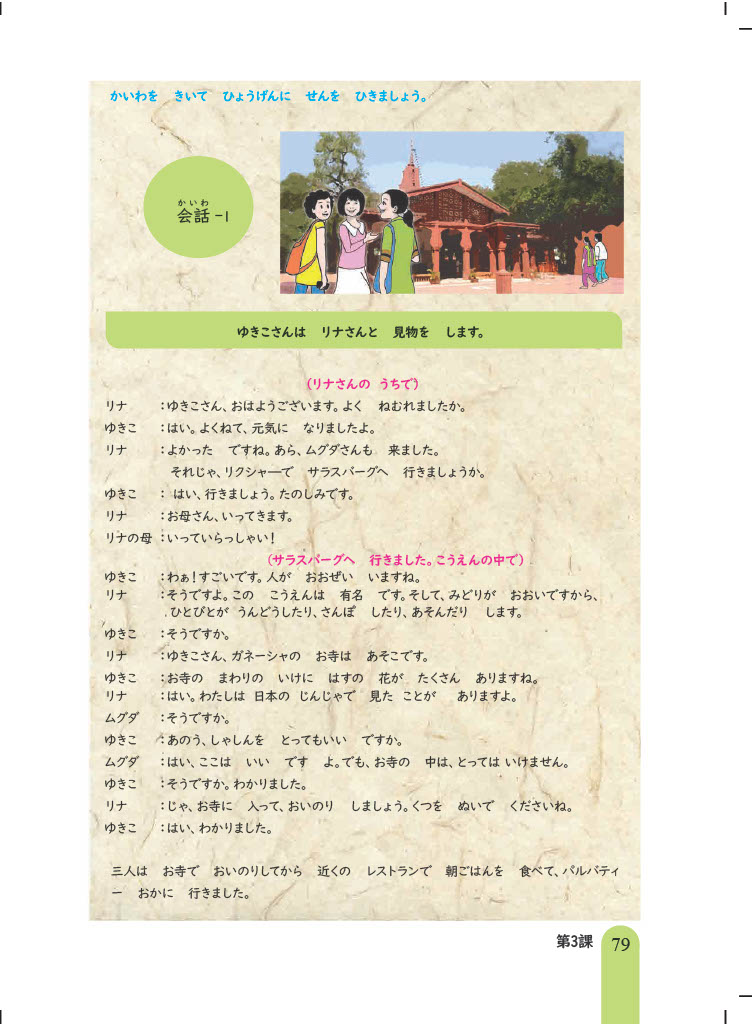 かいわを きいて ひょうげんに せんを ひきましょう。
かいわ
会話 -1
ゆきこさんは リナさんと 見物を します。
(リナさんの うちで)
リナ :ゆきこさん、おはようございます。よく ねむれましたか。
ゆきこ :はい。よくねて、元気に なりましたよ。
リナ :よかった ですね。あら、ムグダさんも 来ました。
それじゃ、リクシャーで サラスバーグヘ 行きましょうか。
ゆきこ : はい、行きましょう。たのしみです。
リナ :お母さん、いってきます。
リナの母 :いっていらっしゃい!
(サラスバーグヘ 行きました。こうえんの中で)
ゆきこ :わぁ!すごいです。人が おおぜい いますね。
リナ :そうですよ。この こうえんは 有名 です。そして、みどりが おおいですから、
ひとびとが うんどうしたり、さんぽ したり、あそんだり します。
ゆきこ :そうですか。
リナ :ゆきこさん、ガネーシャの お寺は あそこです。
ゆきこ :お寺の まわりの いけに はすの 花が たくさん ありますね。
リナ :はい。わたしは 日本の じんじゃで 見た ことが ありますよ。
ムグダ :そうですか。
ゆきこ :あのう、しゃしんを とってもいい ですか。
ムグダ :はい、ここは いい です よ。でも、お寺の 中は、とっては いけません。
ゆきこ :そうですか。わかりました。
リナ :じゃ、お寺に 入って、おいのり しましょう。くつを ぬいで くださいね。
ゆきこ :はい、わかりました。
三人は お寺で おいのりしてから 近くの レストランで 朝ごはんを 食べて、パルバティ
ー おかに 行きました。
第3課 79